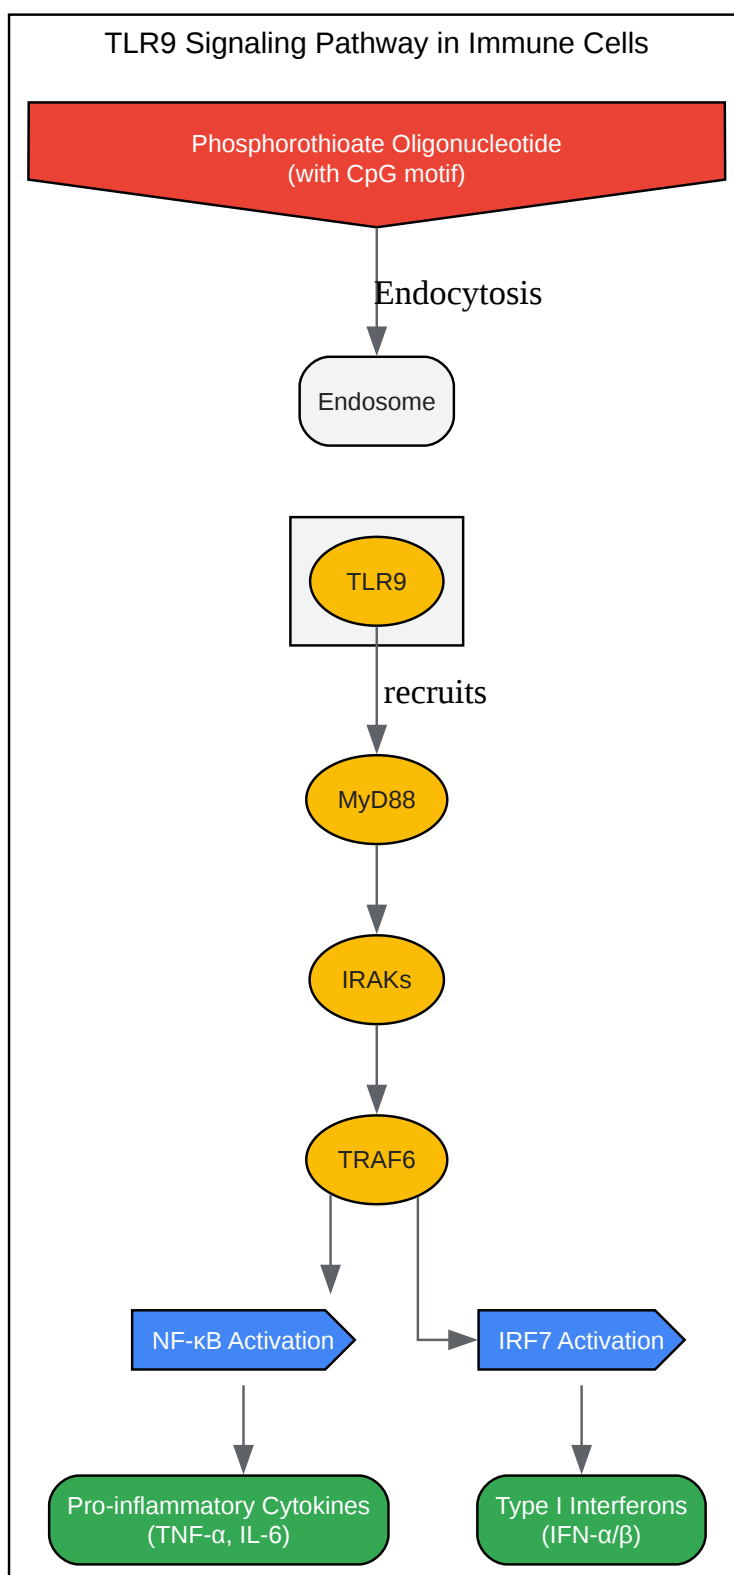 TLR9 Signaling Pathway in Immune Cells
Phosphorothioate Oligonucleotide
(with CpG motif)
Endocytosis
Endosome
TLR9
recruits
MyD88
IRAKs
TRAF6
NF-κB Activation
IRF7 Activation
Pro-inflammatory Cytokines
(TNF-α, IL-6)
Type I Interferons
(IFN-α/β)